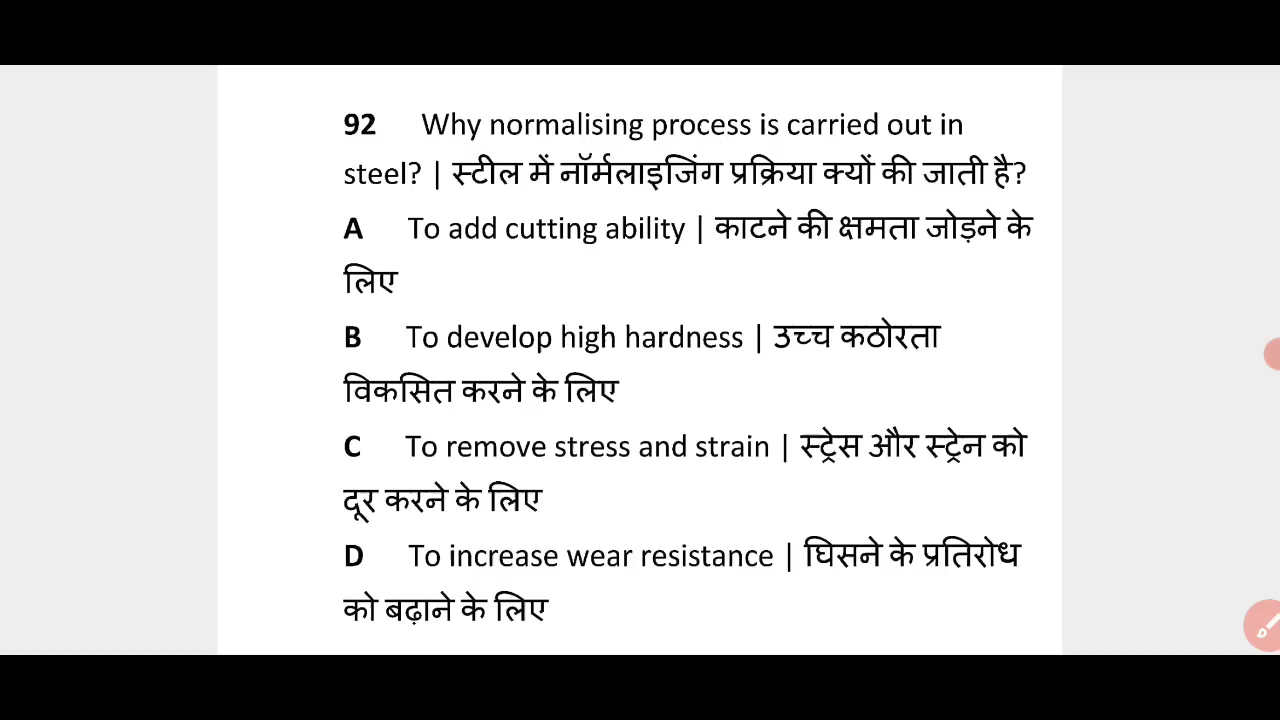 92 Why normalising process is carried out in
steel? | स्टील में नॉर्मलाइजिंग प्रक्रिया क्यों की जाती है?
A To add cutting ability | काटने की क्षमता जोड़ने के
लिए
B To develop high hardness | उच्च कठोरता
विकसित करने के लिए
C To remove stress and strain | स्ट्रेस और स्ट्रेन को
दूर करने के लिए
D To increase wear resistance | घिसने के प्रतिरोध
को बढ़ाने के लिए